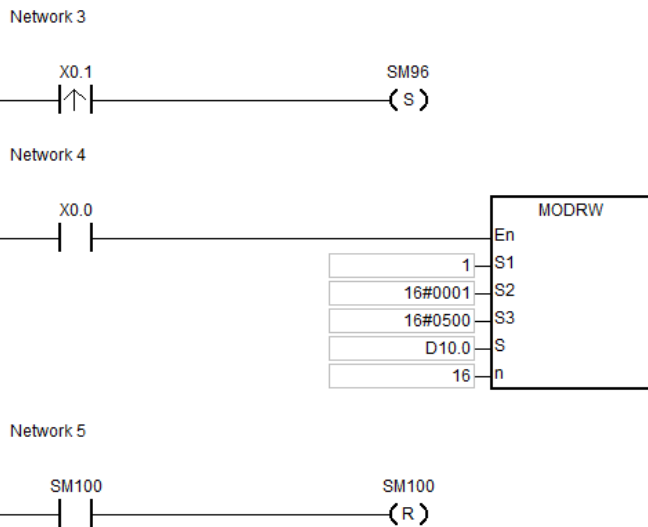 Network 3
X0.1 SM96
( S )
Network 4
X0.0 MODRW
En
1 S1
16#0001 S2
16#0500 S3
D10.0 S
16 n
Network 5
SM100 SM100
( R )